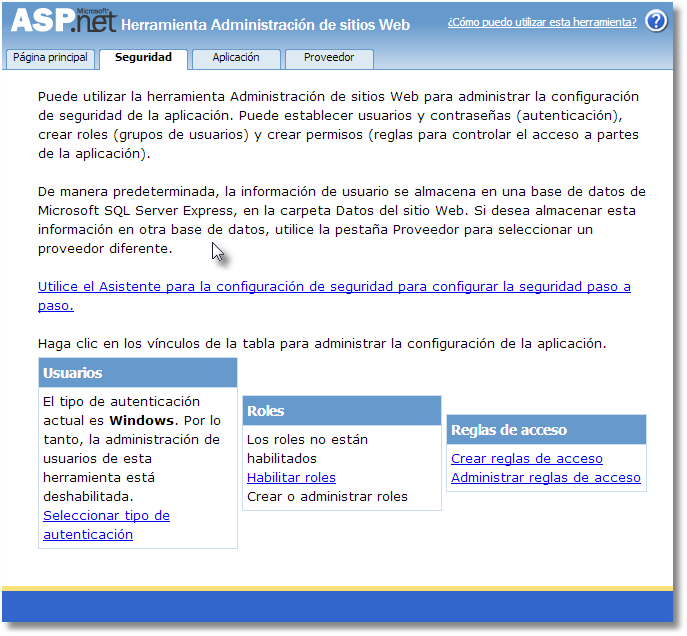 Microsoft
ASP.net Herramienta Administración de sitios Web
¿Cómo puedo utilizar esta herramienta? ?
Página principal
Seguridad
Aplicación
Proveedor
Puede utilizar la herramienta Administración de sitios Web para administrar la configuración
de seguridad de la aplicación. Puede establecer usuarios y contraseñas (autenticación),
crear roles (grupos de usuarios) y crear permisos (reglas para controlar el acceso a partes
de la aplicación).
De manera predeterminada, la información de usuario se almacena en una base de datos de
Microsoft SQL Server Express, en la carpeta Datos del sitio Web. Si desea almacenar esta
información en otra base de datos, utilice la pestaña Proveedor para seleccionar un
proveedor diferente.
Utilice el Asistente para la configuración de seguridad para configurar la seguridad paso a
paso.
Haga clic en los vínculos de la tabla para administrar la configuración de la aplicación.
Usuarios
El tipo de autenticación
actual es Windows. Por lo
tanto, la administración de
usuarios de esta
herramienta está
deshabilitada.
Seleccionar tipo de
autenticación
Roles
Los roles no están
habilitados
Habilitar roles
Crear o administrar roles
Reglas de acceso
Crear reglas de acceso
Administrar reglas de acceso